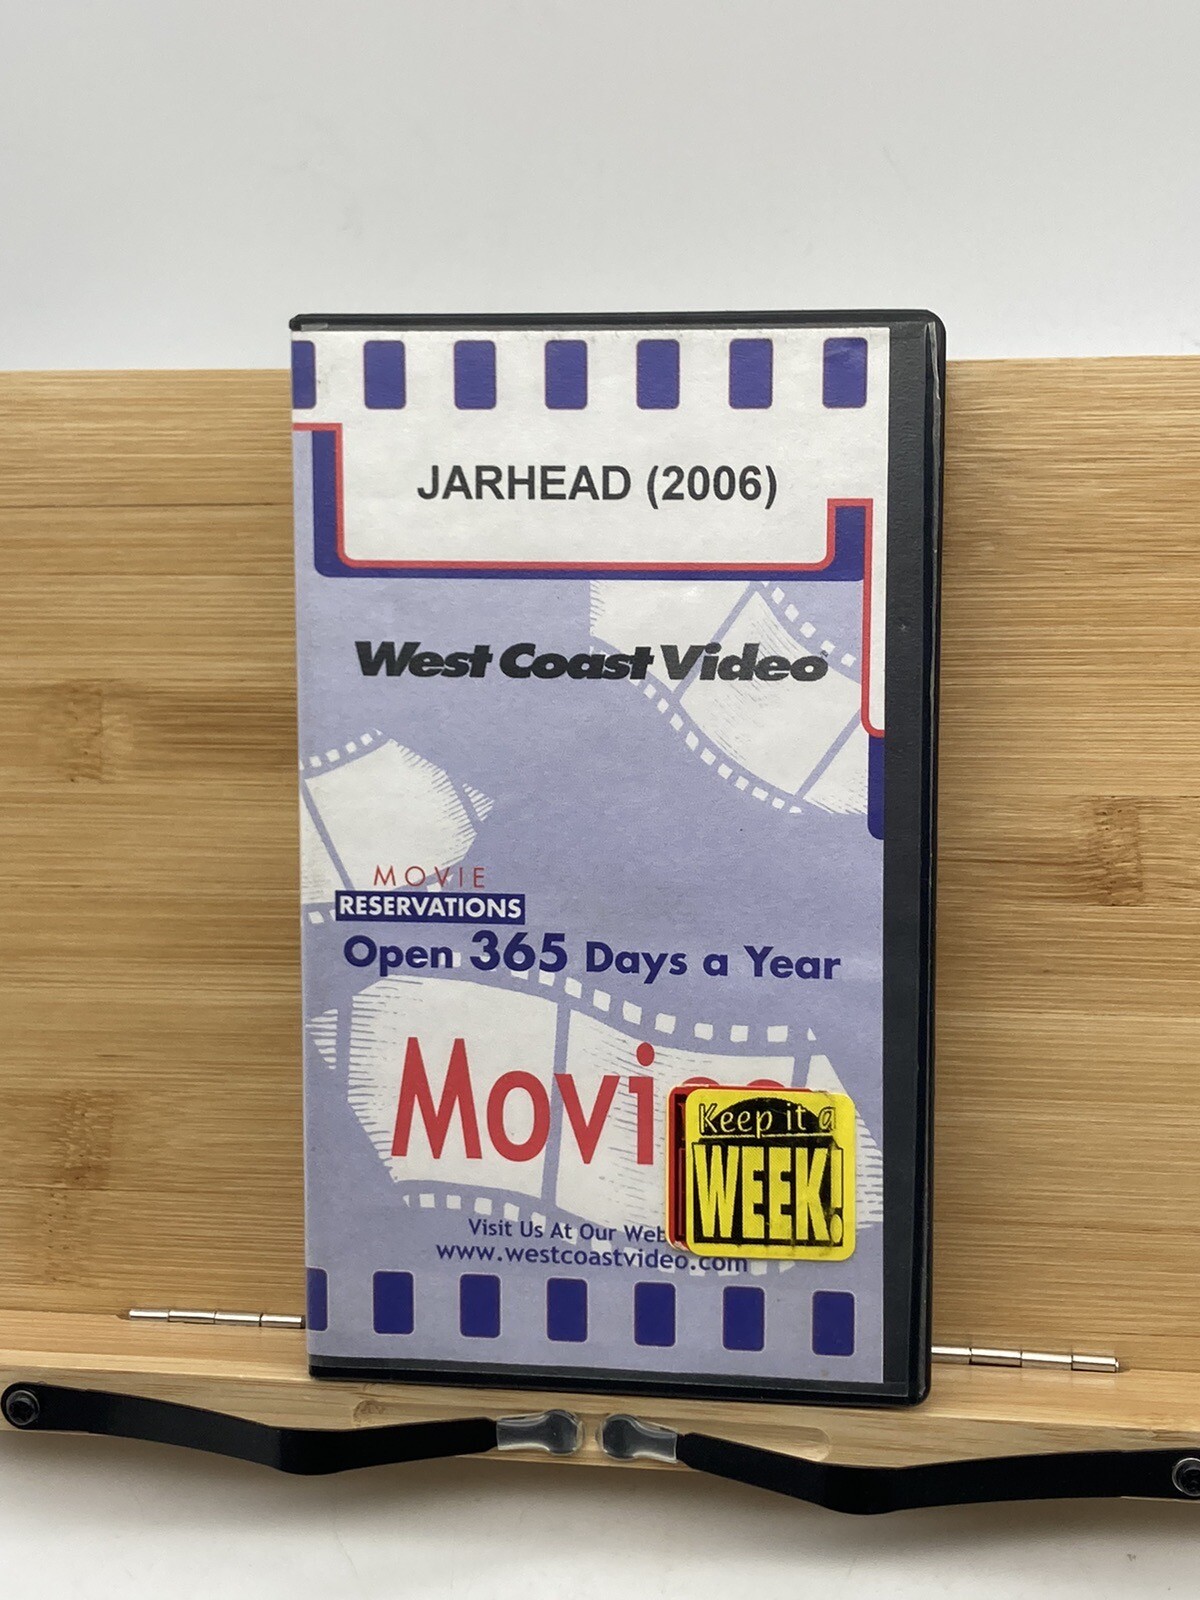 JARHEAD (2006)
West Coast Video
MOVIE
RESERVATIONS
Open 365 Days a Year
Movies
Keep it a
WEEK!
Visit Us At Our Web
www.westcoastvideo.com